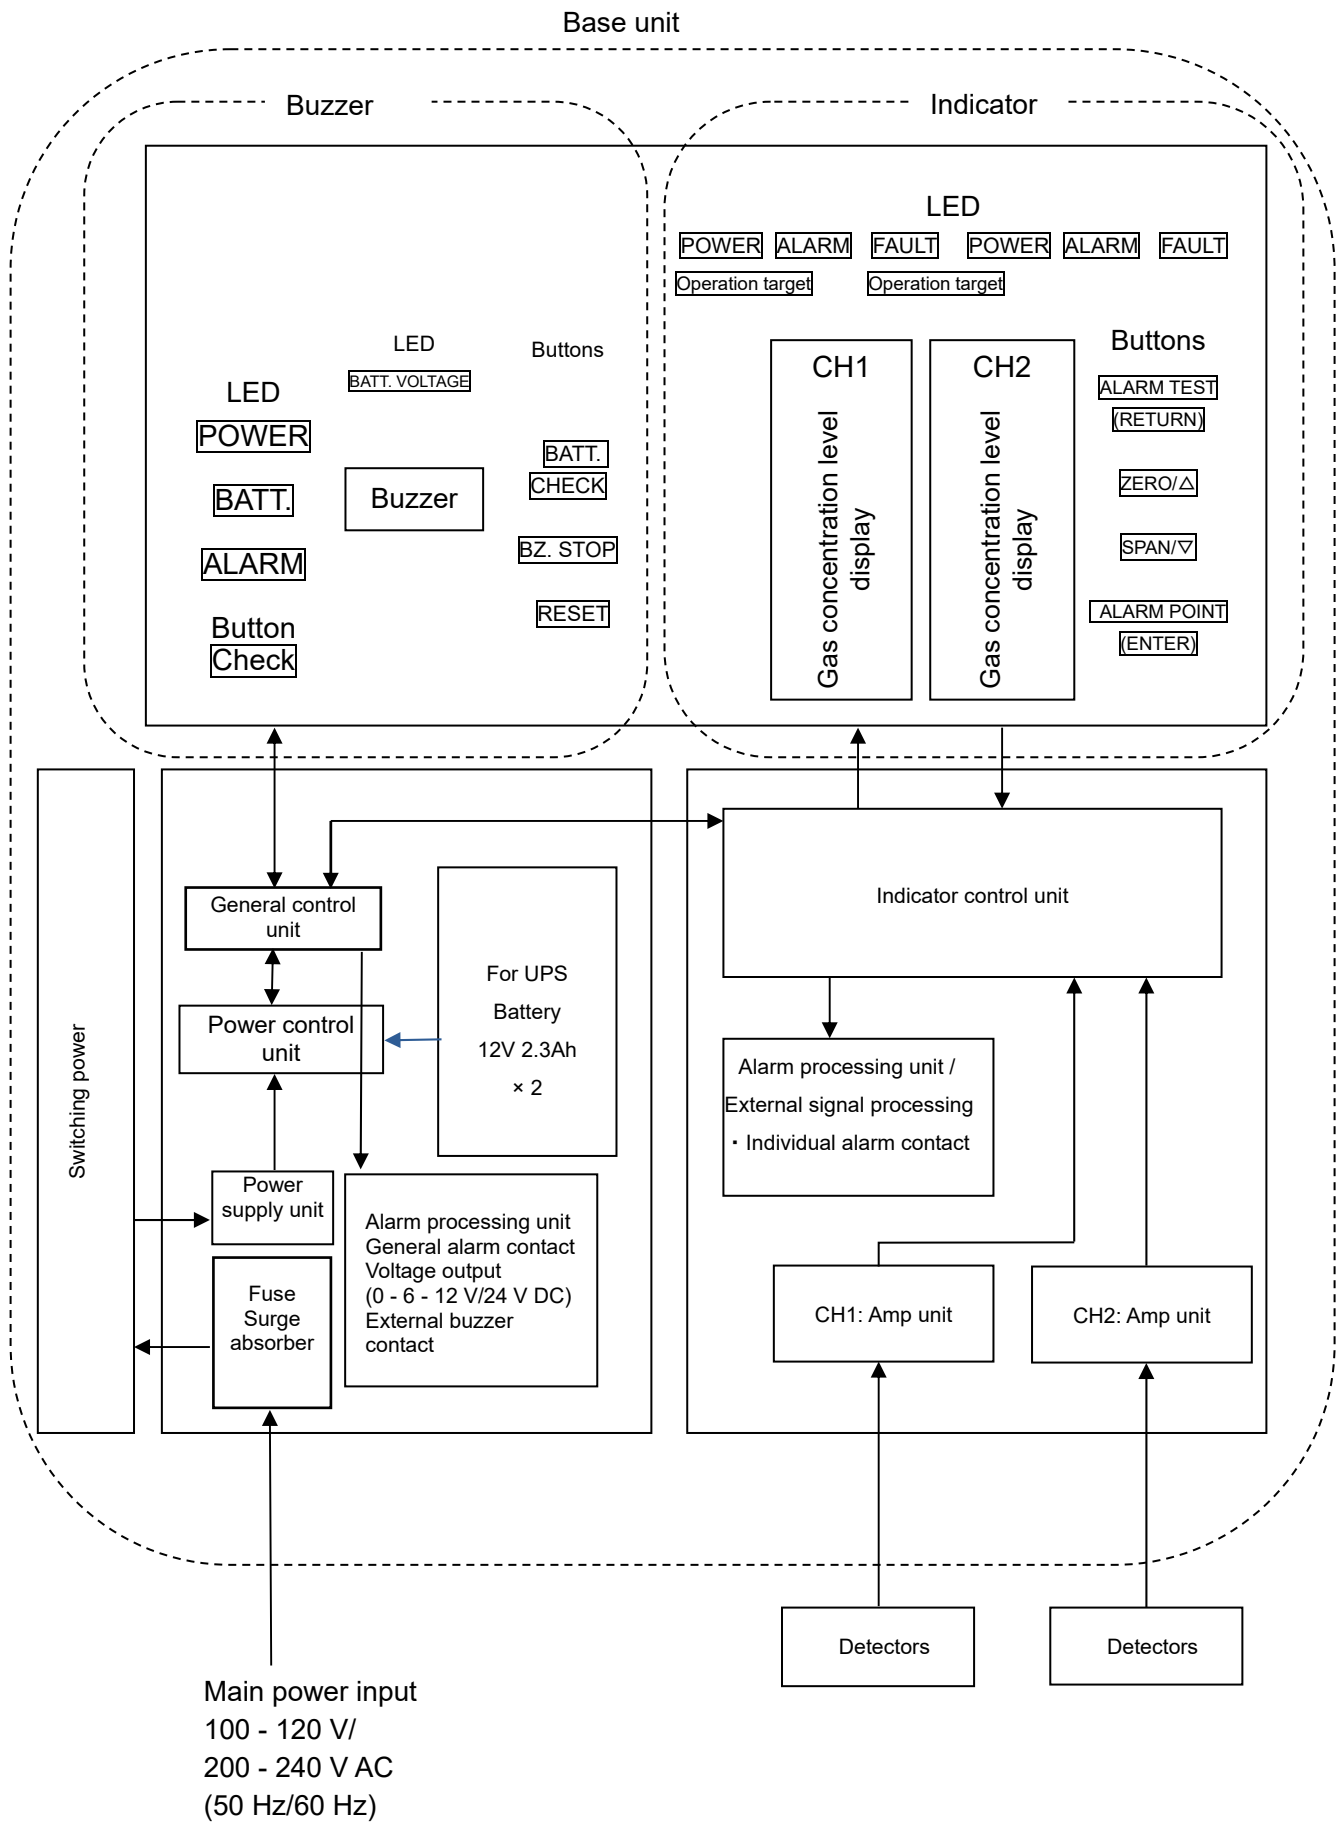 Base unit
Buzzer
Indicator
LED
POWER ALARM FAULT POWER ALARM FAULT
Operation target Operation target
LED
BATT. VOLTAGE
Buttons
LED
POWER
BATT.
ALARM
Button
Check
Buzzer
BATT.
CHECK
BZ. STOP
RESET
CH1
Gas concentration level
display
CH2
Gas concentration level
display
Buttons
ALARM TEST
(RETURN)
ZERO/△
SPAN/▽
ALARM POINT
(ENTER)
Switching power
General control
unit
Power control
unit
For UPS
Battery
12V 2.3Ah
× 2
Power
supply unit
Fuse
Surge
absorber
Alarm processing unit
General alarm contact
Voltage output
(0 - 6 - 12 V/24 V DC)
External buzzer
contact
Indicator control unit
Alarm processing unit /
External signal processing
・Individual alarm contact
CH1: Amp unit
CH2: Amp unit
Detectors
Detectors
Main power input
100 - 120 V/
200 - 240 V AC
(50 Hz/60 Hz)